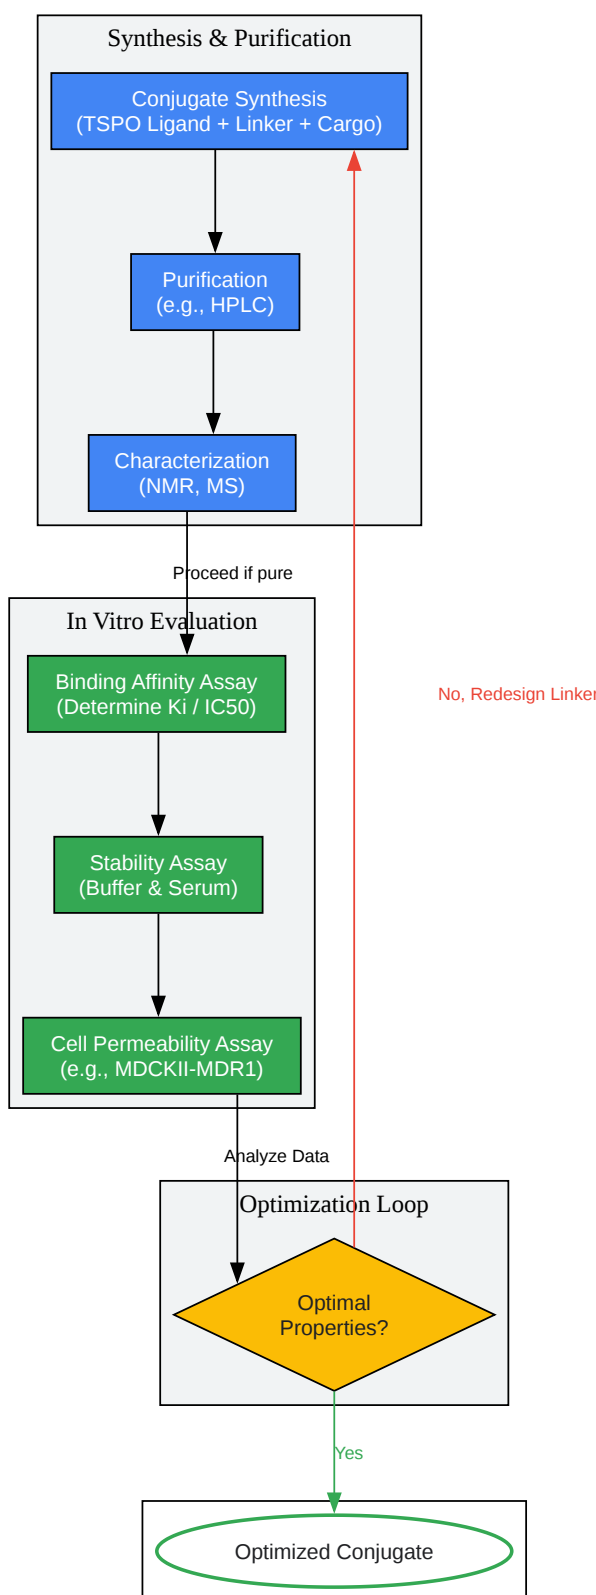 Synthesis & Purification
Conjugate Synthesis
(TSPO Ligand + Linker + Cargo)
Purification
(e.g., HPLC)
Characterization
(NMR, MS)
Proceed if pure
In Vitro Evaluation
Binding Affinity Assay
(Determine Ki / IC50)
No, Redesign Linker
Stability Assay
(Buffer & Serum)
Cell Permeability Assay
(e.g., MDCKII-MDR1)
Analyze Data
Optimization Loop
Optimal
Properties?
Yes
Optimized Conjugate